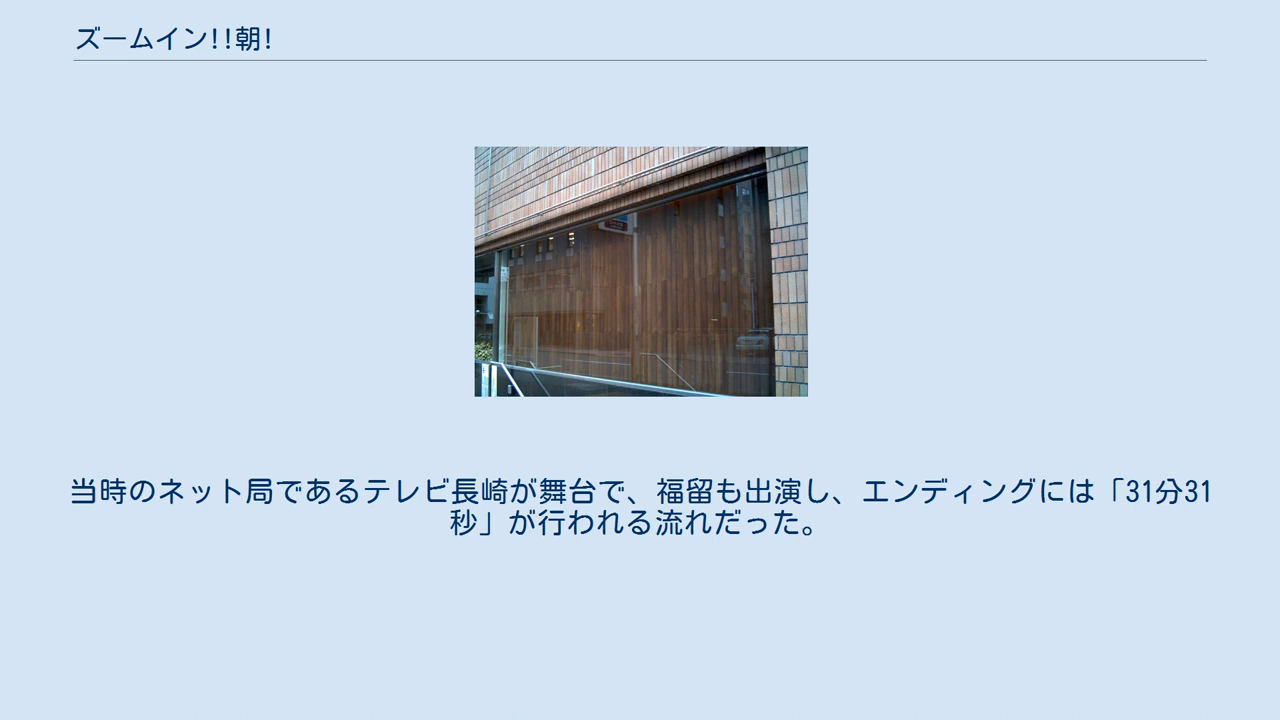 ズームイン!!朝!
当時のネット局であるテレビ長崎が舞台で、福留も出演し、エンディングには「31分31
秒」が行われる流れだった。